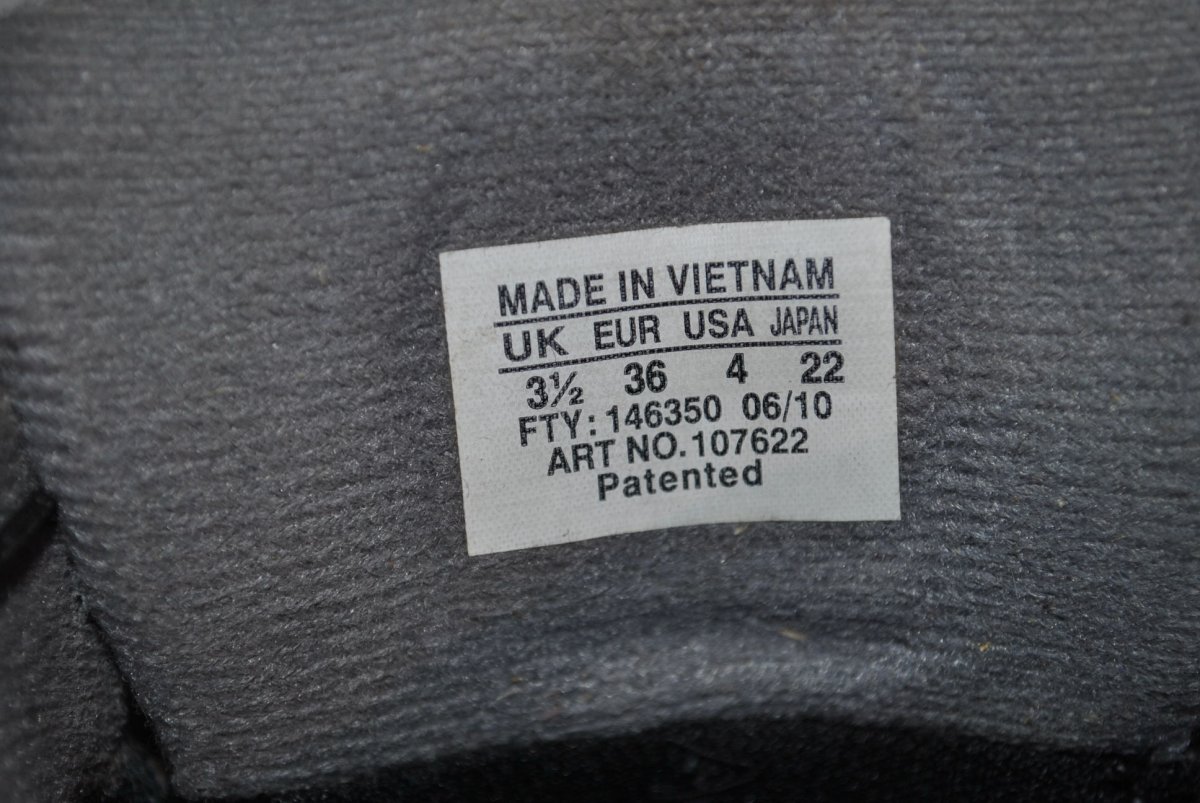 MADE IN VIETNAM
UK EUR USA JAPAN
3½ 36 4 22
FTY: 146350 06/10
ART NO. 107622
Patented